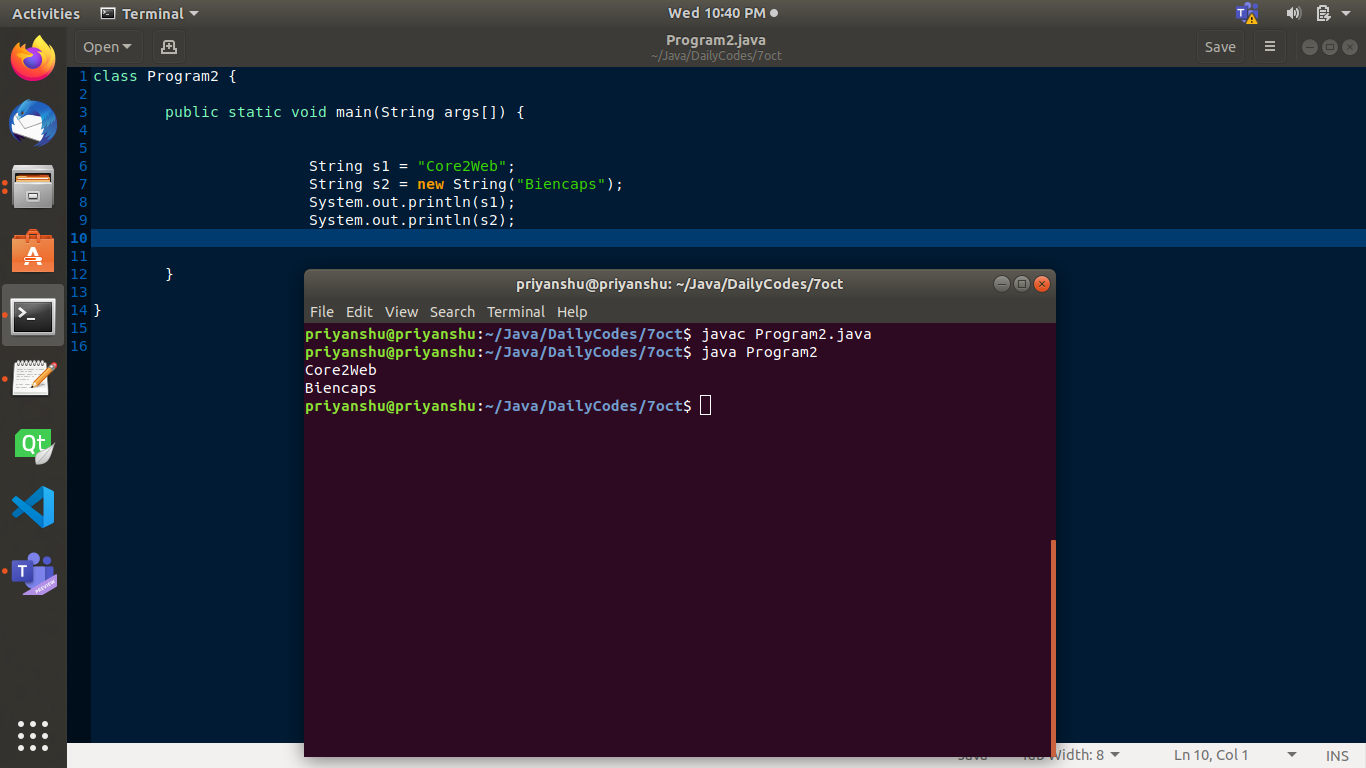 Activities Terminal Wed 10:40 PM
Open Program2.java Save
~/Java/DailyCodes/7oct
1 class Program2 {
2
3 public static void main(String args[]) {
4
5
6 String s1 = "Core2Web";
7 String s2 = new String("Biencaps");
8 System.out.println(s1);
9 System.out.println(s2);
10
11
12 }
13
14 }
15
16
priyanshu@priyanshu: ~/Java/DailyCodes/7oct
File Edit View Search Terminal Help
priyanshu@priyanshu:~/Java/DailyCodes/7oct$ javac Program2.java
priyanshu@priyanshu:~/Java/DailyCodes/7oct$ java Program2
Core2Web
Biencaps
priyanshu@priyanshu:~/Java/DailyCodes/7oct$
Qt
T
PREVIEW
Width: 8 Ln 10, Col 1 INS